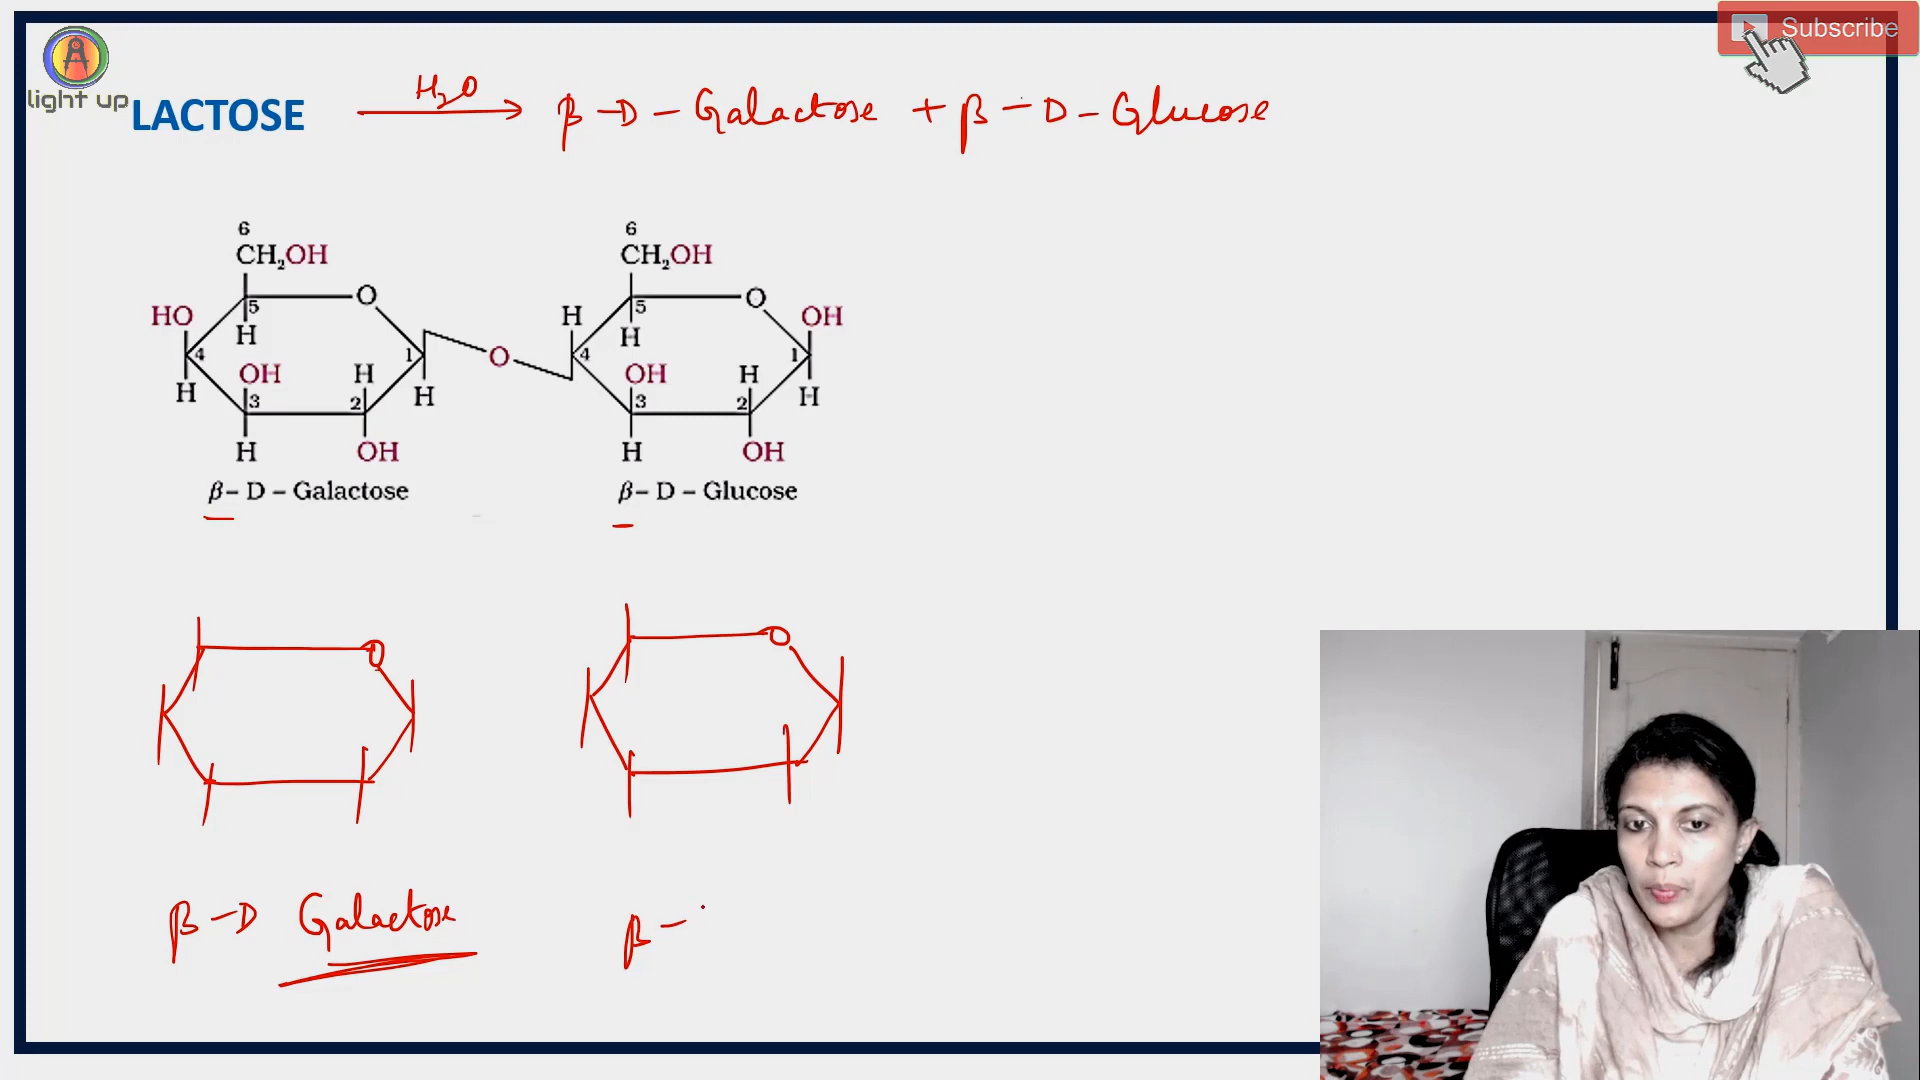 Subscribe
light up
LACTOSE H₂O β-D-Galactose + β-D-Glucose
6 6
CH₂OH CH₂OH
O O
HO 5 H 5 OH
H H
4 1 O 4 1
OH H OH H
H 3 2 H 3 2 H
H OH H OH
β-D-Galactose β-D-Glucose
O O
β-D Galactose β-